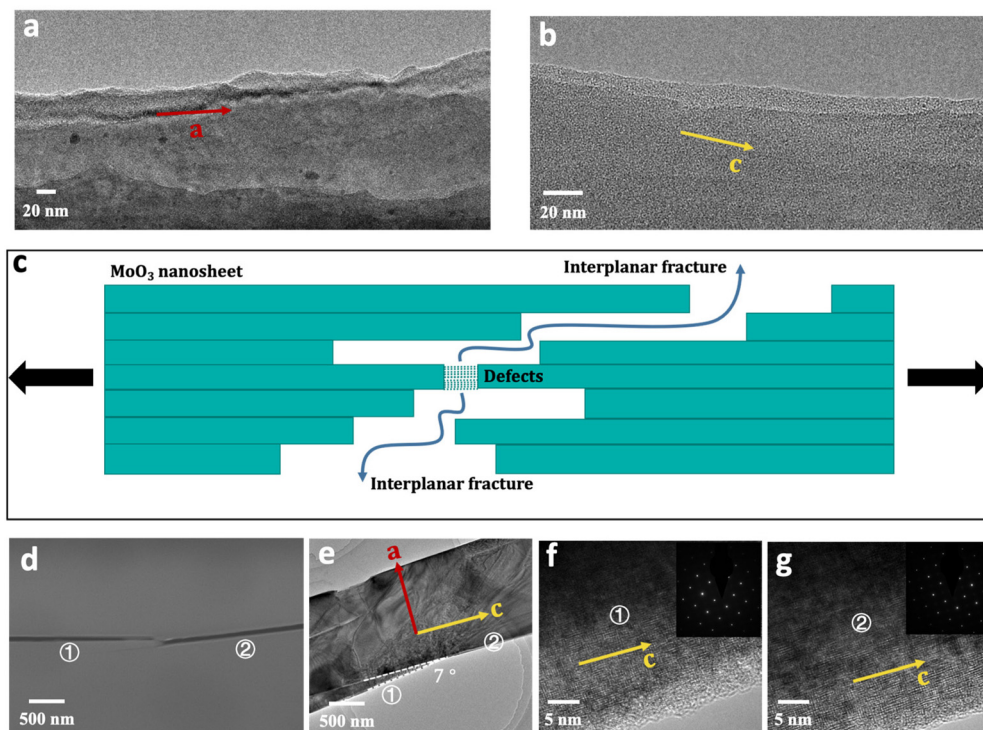 a
a
20 nm
b
c
20 nm
c
MoO₃ nanosheet
Interplanar fracture
Defects
Interplanar fracture
d
①
②
500 nm
e
a
c
②
①
7 °
500 nm
f
①
c
5 nm
g
②
c
5 nm